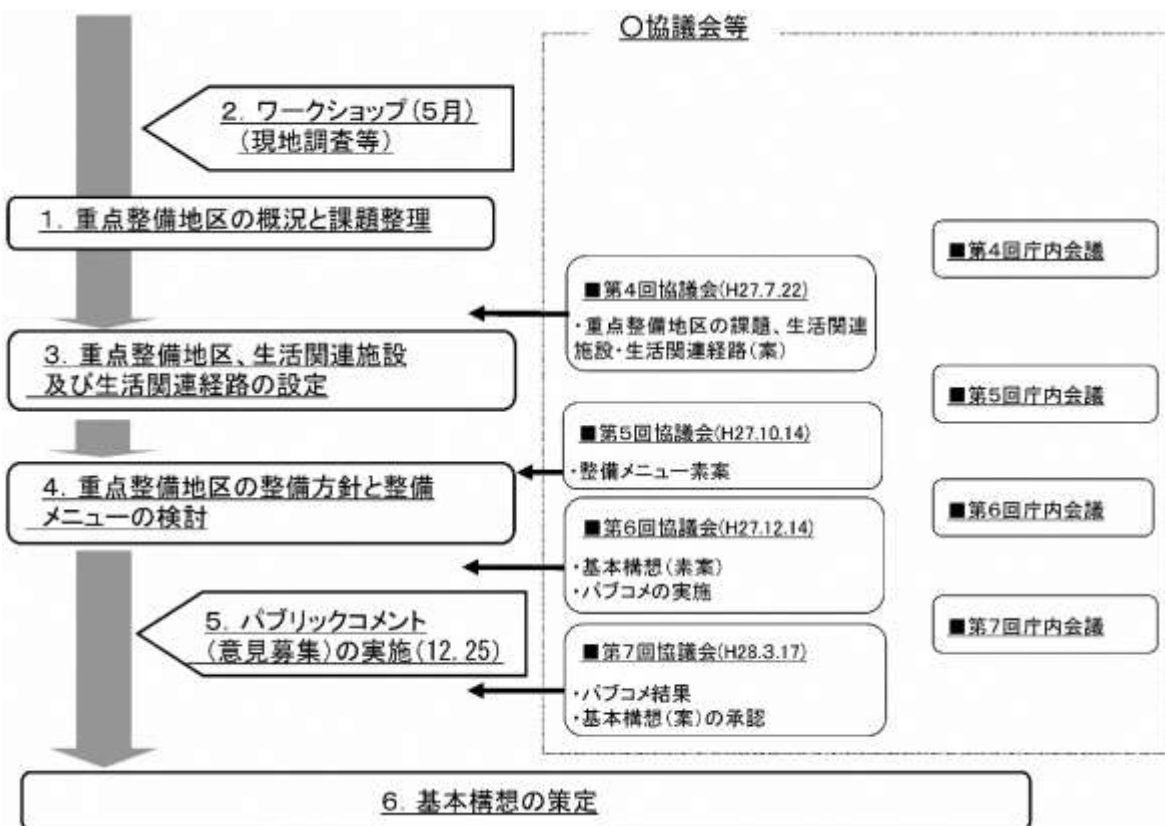 ○協議会等
2. ワークショップ(5月)
(現地調査等)
1. 重点整備地区の概況と課題整理
■第4回庁内会議
■第4回協議会(H27.7.22)
・重点整備地区の課題、生活関連
施設・生活関連経路(案)
3. 重点整備地区、生活関連施設
及び生活関連経路の設定
■第5回庁内会議
■第5回協議会(H27.10.14)
・整備メニュー素案
4. 重点整備地区の整備方針と整備
メニューの検討
■第6回庁内会議
■第6回協議会(H27.12.14)
・基本構想(素案)
・パブコメの実施
5. パブリックコメント
(意見募集)の実施(12.25)
■第7回庁内会議
■第7回協議会(H28.3.17)
・パブコメ結果
・基本構想(案)の承認
6. 基本構想の策定